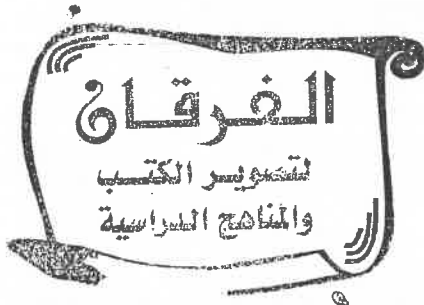 الفرقان
لتصوير الكتب
والمناهج الدراسية